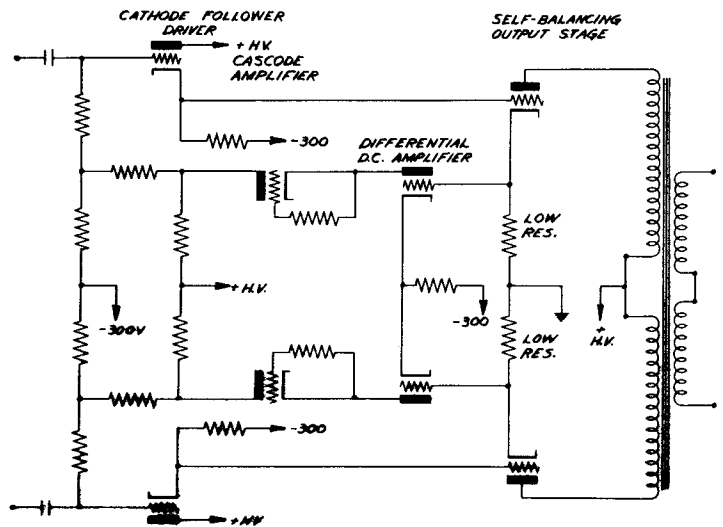 CATHODE FOLLOWER
DRIVER
+ H.V.
CASCODE
AMPLIFIER
SELF-BALANCING
OUTPUT STAGE
-300
DIFFERENTIAL
D.C. AMPLIFIER
LOW
RES.
+ H.V.
-300V
-300
+
H.V.
LOW
RES.
-300
+ HV